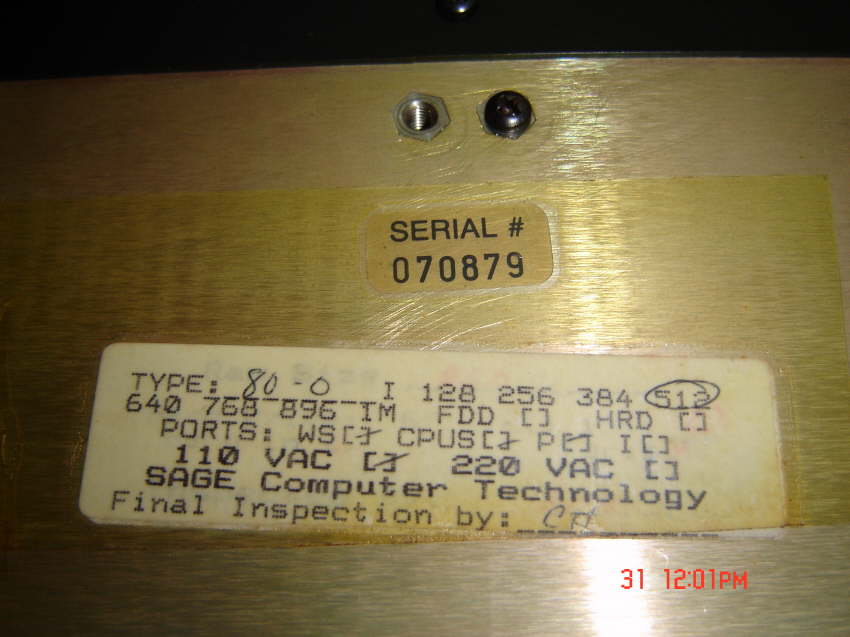 SERIAL #
070879
TYPE: 80-0 I 128 256 384 512
640 768 896 1M FDD [] HRD []
PORTS: WS[] CPUS[] P[] I[]
110 VAC [] 220 VAC []
SAGE Computer Technology
Final Inspection by:
31 12:01PM